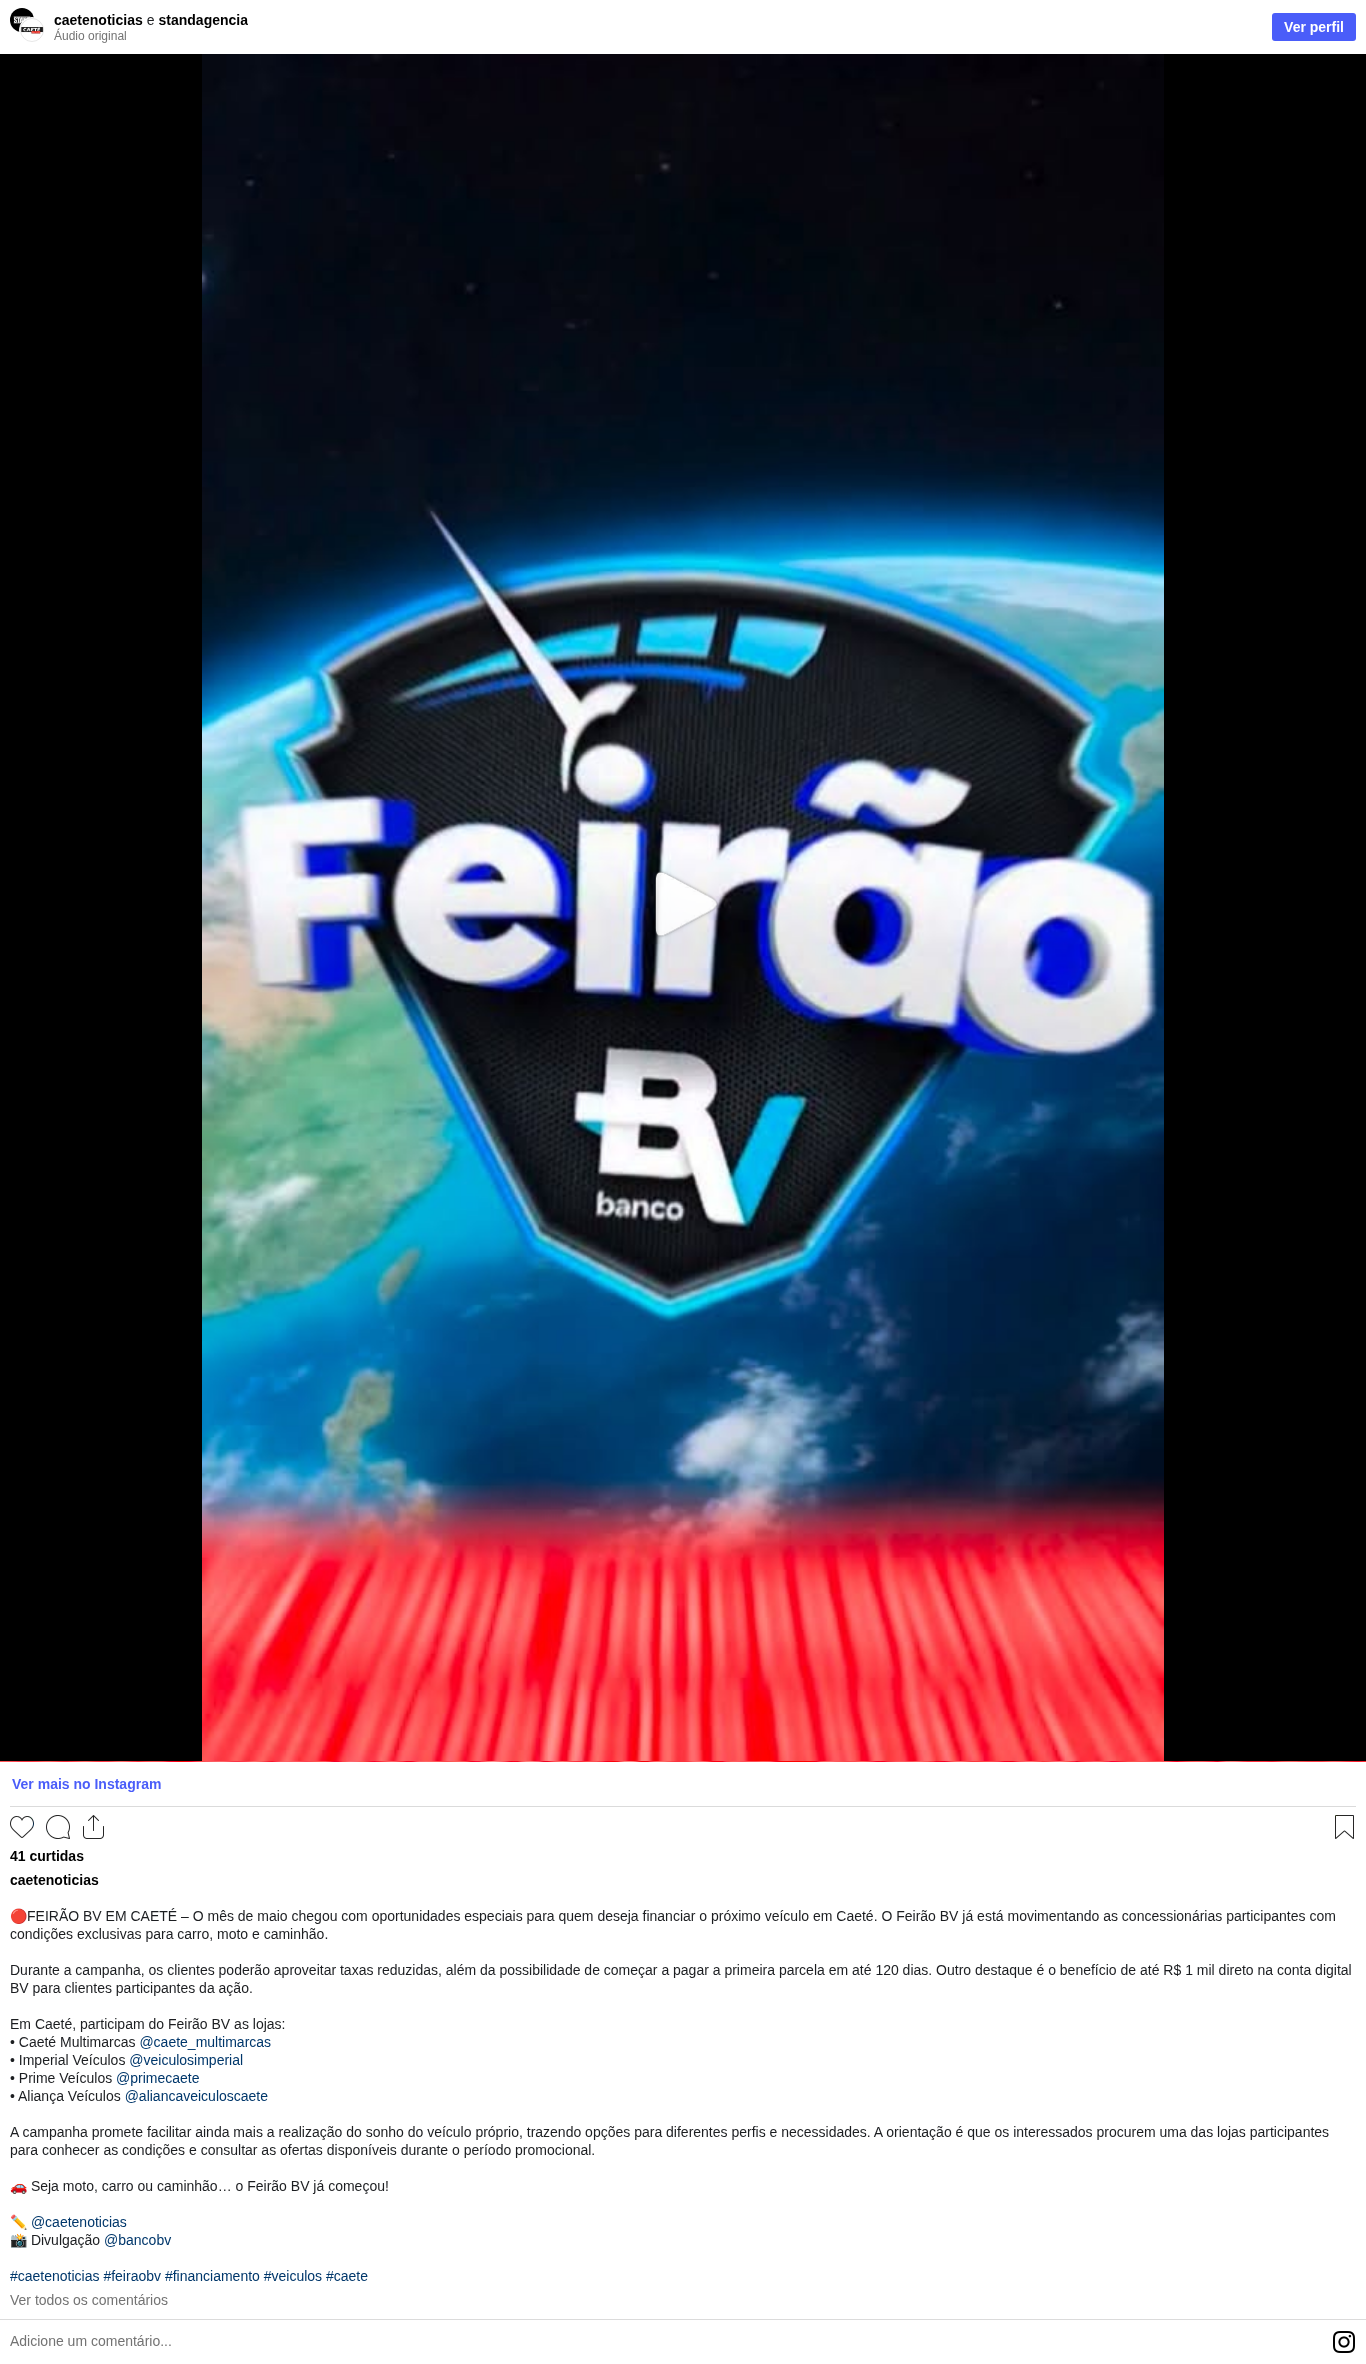 caetenoticias e standagencia
Áudio original
Ver perfil
Feirão
BV
banco
Ver mais no Instagram
41 curtidas
caetenoticias
🔴FEIRÃO BV EM CAETÉ – O mês de maio chegou com oportunidades especiais para quem deseja financiar o próximo veículo em Caeté. O Feirão BV já está movimentando as concessionárias participantes com
condições exclusivas para carro, moto e caminhão.
Durante a campanha, os clientes poderão aproveitar taxas reduzidas, além da possibilidade de começar a pagar a primeira parcela em até 120 dias. Outro destaque é o benefício de até R$ 1 mil direto na conta digital
BV para clientes participantes da ação.
Em Caeté, participam do Feirão BV as lojas:
• Caeté Multimarcas @caete_multimarcas
• Imperial Veículos @veiculosimperial
• Prime Veículos @primecaete
• Aliança Veículos @aliancaveiculoscaete
A campanha promete facilitar ainda mais a realização do sonho do veículo próprio, trazendo opções para diferentes perfis e necessidades. A orientação é que os interessados procurem uma das lojas participantes
para conhecer as condições e consultar as ofertas disponíveis durante o período promocional.
🚗 Seja moto, carro ou caminhão… o Feirão BV já começou!
✏️ @caetenoticias
📸 Divulgação @bancobv
#caetenoticias #feiraobv #financiamento #veiculos #caete
Ver todos os comentários
Adicione um comentário...